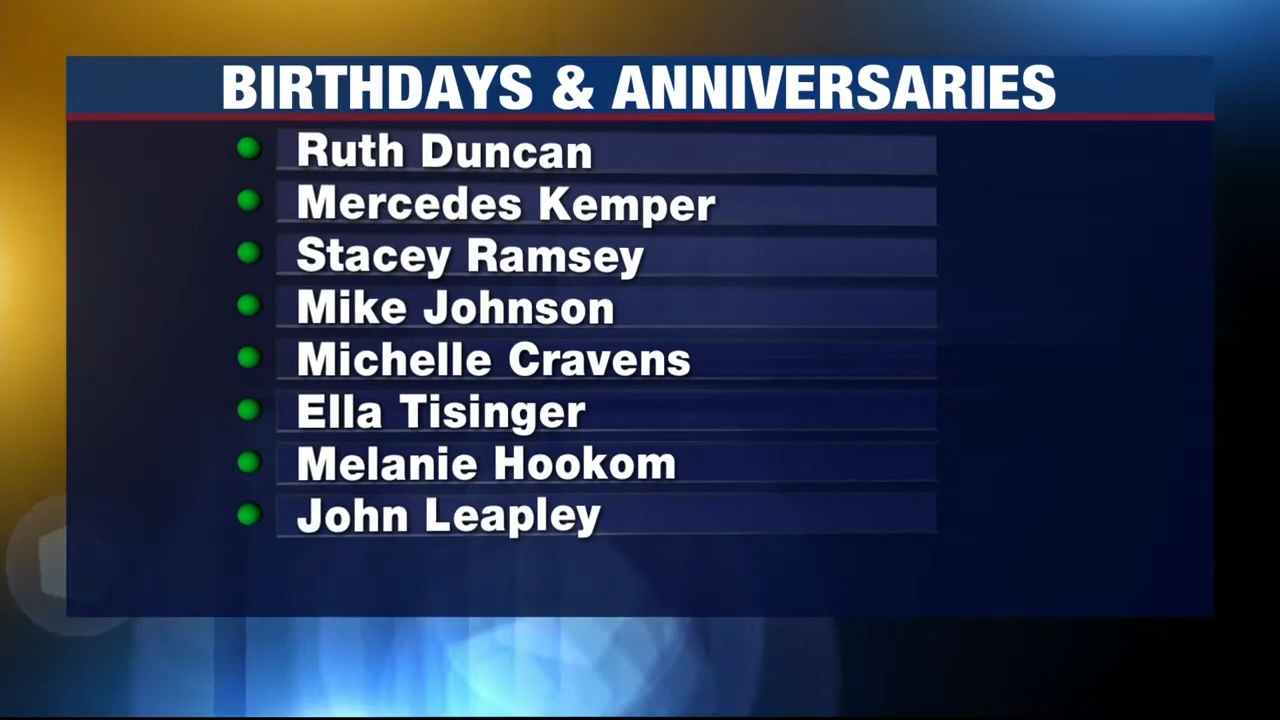 BIRTHDAYS & ANNIVERSARIES
Ruth Duncan
Mercedes Kemper
Stacey Ramsey
Mike Johnson
Michelle Cravens
Ella Tisinger
Melanie Hookom
John Leapley